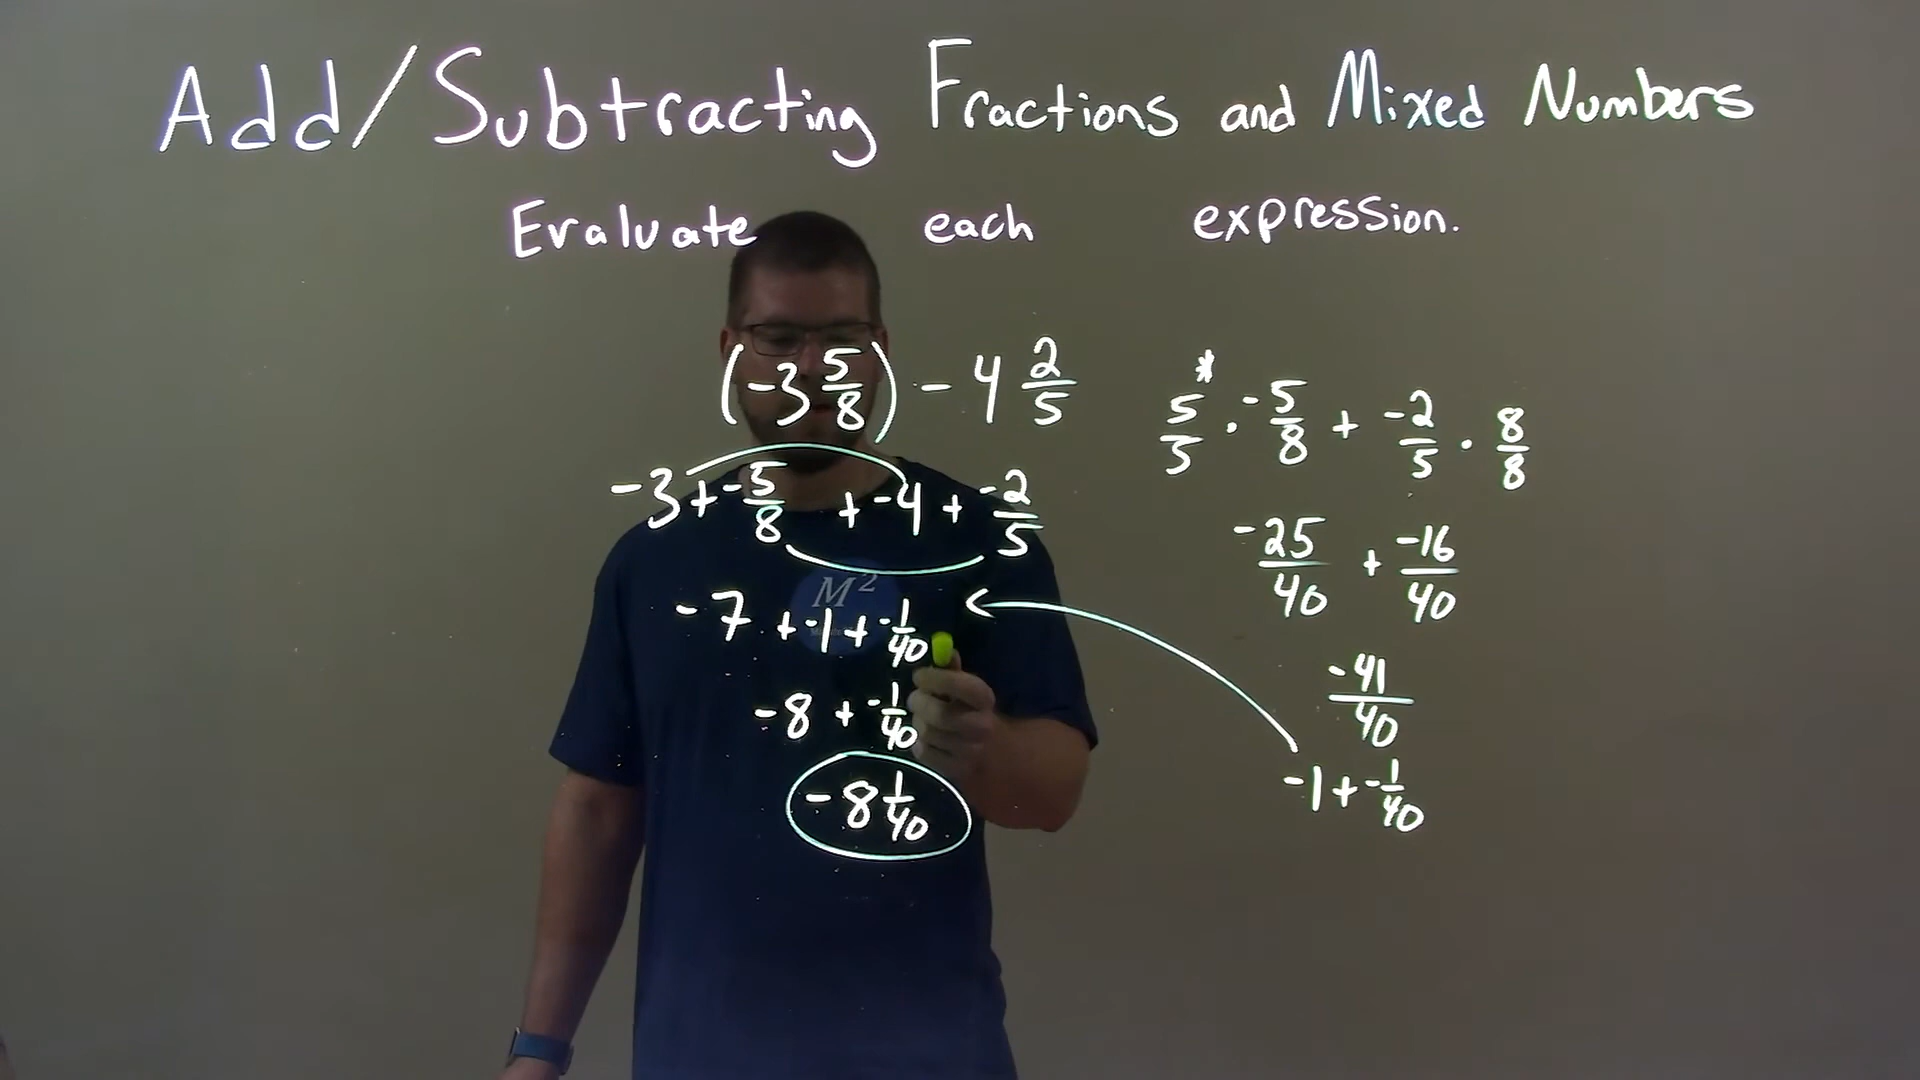 Add/Subtracting Fractions and Mixed Numbers
Evaluate each expression.
(-3 5/8) - 4 2/5
-3 + -5/8 + -4 + -2/5
-7 + -1 + -1/40
-8 + -1/40
-8 1/40
*
5/5 · -5/8 + -2/5 · 8/8
-25/40 + -16/40
-41/40
-1 + -1/40
M²